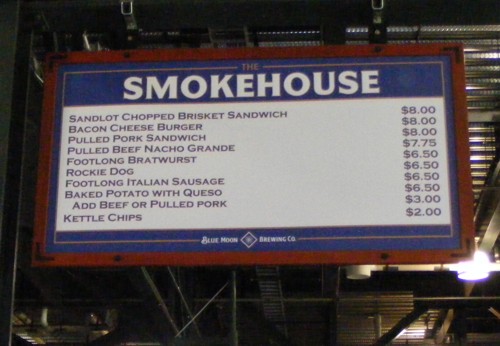 THE
SMOKEHOUSE
SANDLOT CHOPPED BRISKET SANDWICH $8.00
BACON CHEESE BURGER $8.00
PULLED PORK SANDWICH $8.00
PULLED BEEF NACHO GRANDE $7.75
FOOTLONG BRATWURST $6.50
ROCKIE DOG $6.50
FOOTLONG ITALIAN SAUSAGE $6.50
BAKED POTATO WITH QUESO $6.50
ADD BEEF OR PULLED PORK $3.00
KETTLE CHIPS $2.00
BLUE MOON BREWING CO.